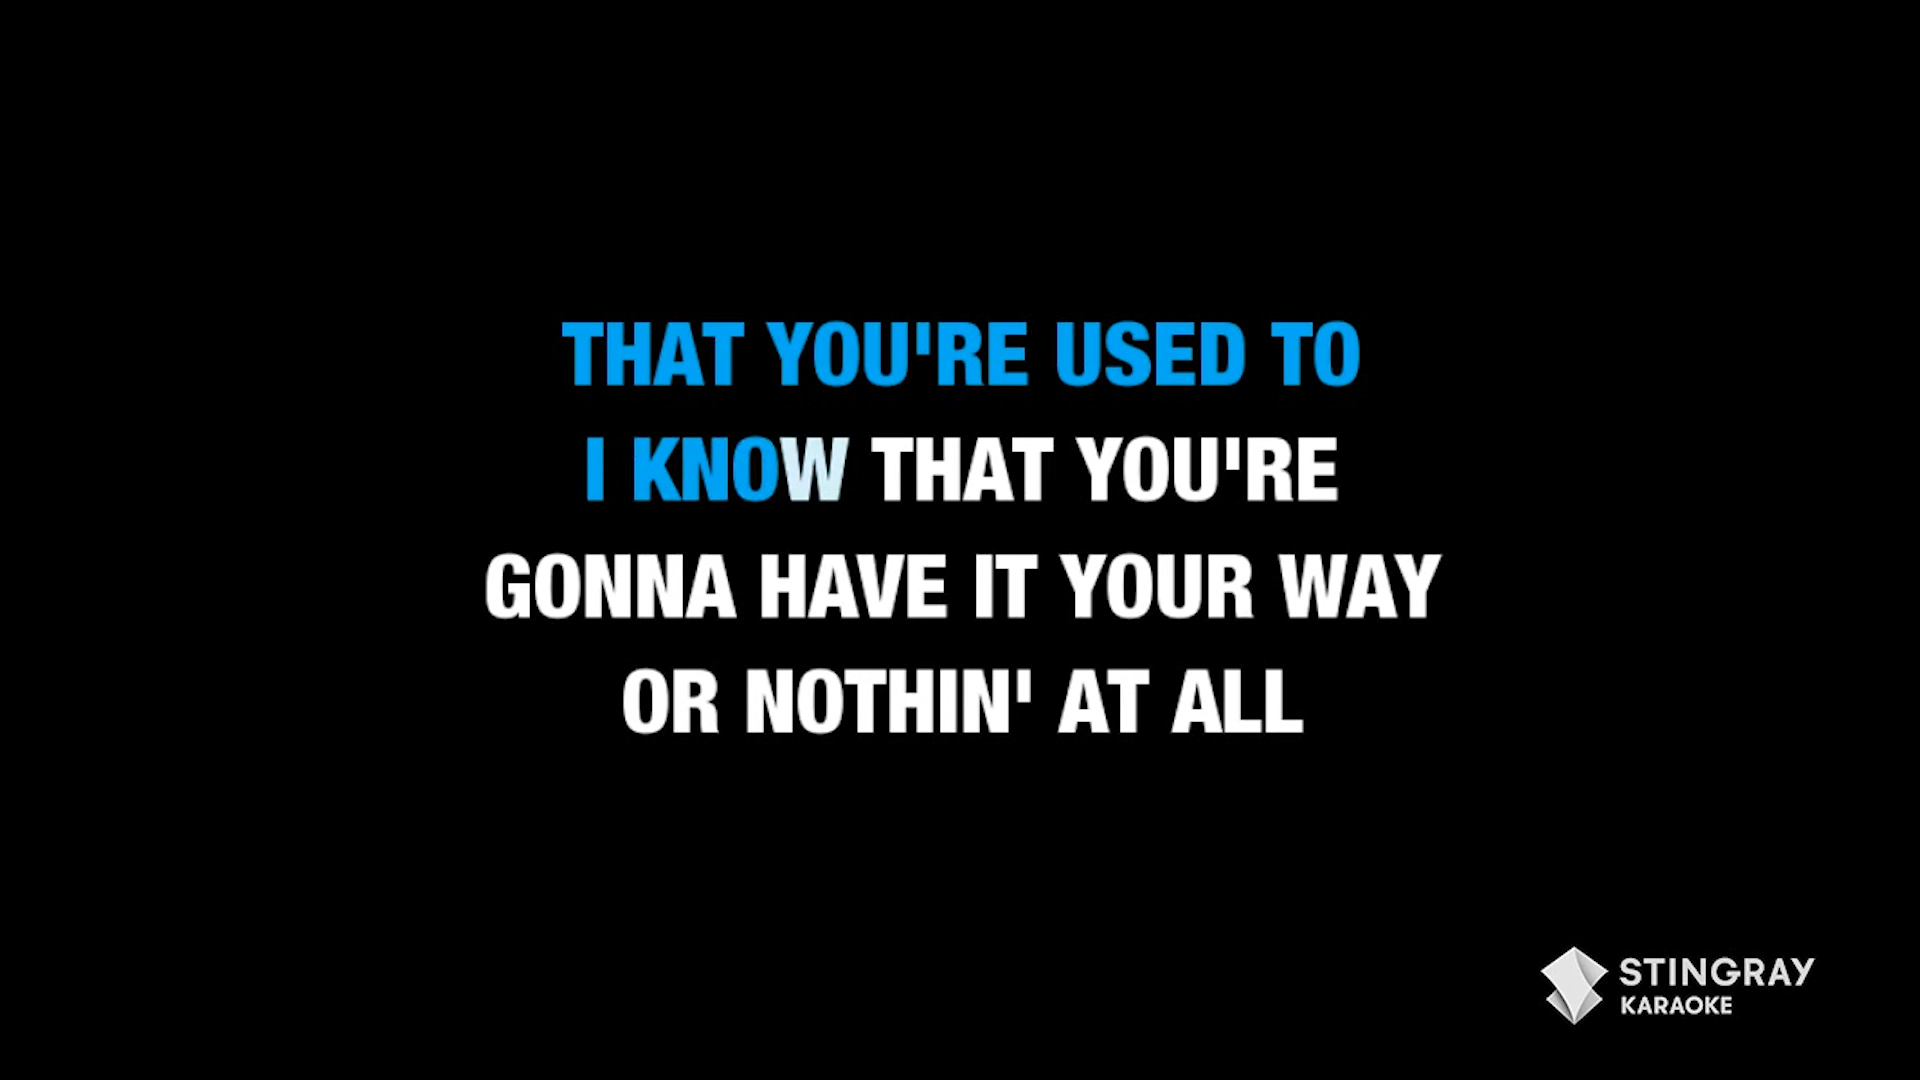 THAT YOU'RE USED TO
I KNOW THAT YOU'RE
GONNA HAVE IT YOUR WAY
OR NOTHIN' AT ALL
STINGRAY
KARAOKE